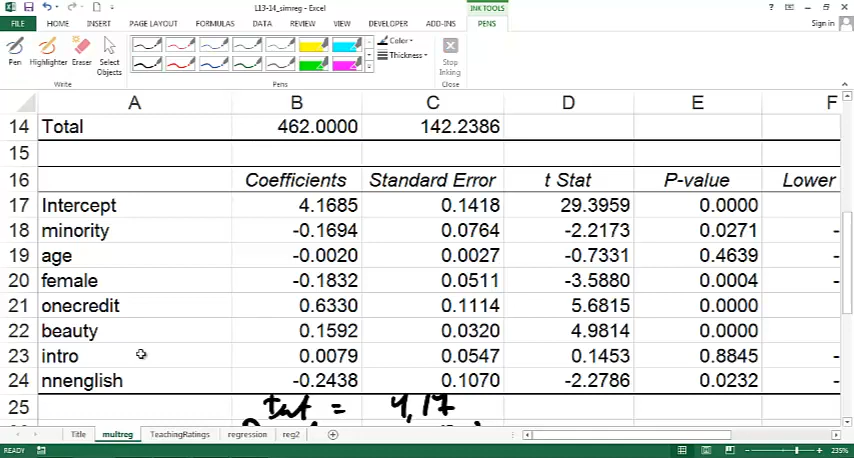 L13-14_simreg - Excel
INK TOOLS
FILE HOME INSERT PAGE LAYOUT FORMULAS DATA REVIEW VIEW DEVELOPER ADD-INS PENS
Sign in
Pen Highlighter Eraser Select Objects
Color
Thickness
Stop Inking
Write Pens Close
A B C D E F
14 Total 462.0000 142.2386
15
16 Coefficients Standard Error t Stat P-value Lower
17 Intercept 4.1685 0.1418 29.3959 0.0000
18 minority -0.1694 0.0764 -2.2173 0.0271 -
19 age -0.0020 0.0027 -0.7331 0.4639 -
20 female -0.1832 0.0511 -3.5880 0.0004 -
21 onecredit 0.6330 0.1114 5.6815 0.0000
22 beauty 0.1592 0.0320 4.9814 0.0000
23 intro 0.0079 0.0547 0.1453 0.8845 -
24 nnenglish -0.2438 0.1070 -2.2786 0.0232 -
25 Int = 4,17
Title multreg TeachingRatings regression reg2
READY
235%